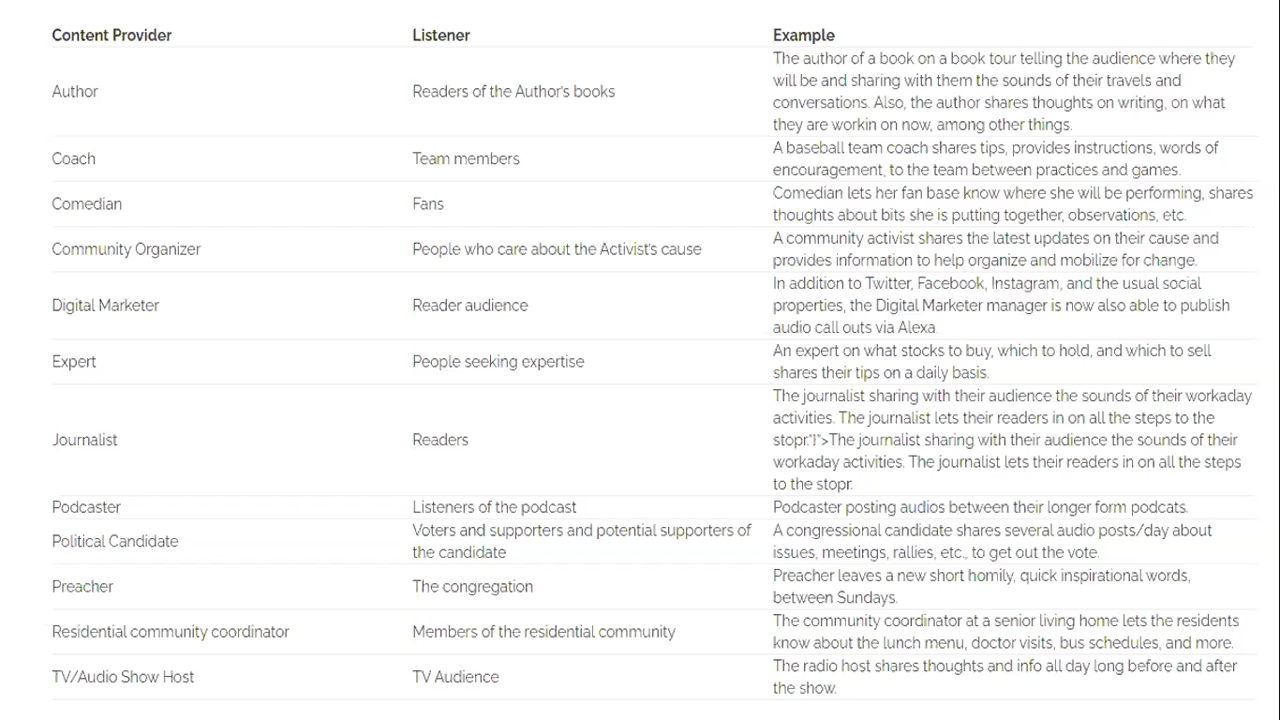 Content Provider Listener Example
Author Readers of the Author's books The author of a book on a book tour telling the audience where they
will be and sharing with them the sounds of their travels and
conversations. Also, the author shares thoughts on writing, on what
they are workin on now, among other things.
Coach Team members A baseball team coach shares tips, provides instructions, words of
encouragement, to the team between practices and games.
Comedian Fans Comedian lets her fan base know where she will be performing, shares
thoughts about bits she is putting together, observations, etc.
Community Organizer People who care about the Activist's cause A community activist shares the latest updates on their cause and
provides information to help organize and mobilize for change.
Digital Marketer Reader audience In addition to Twitter, Facebook, Instagram, and the usual social
properties, the Digital Marketer manager is now also able to publish
audio call outs via Alexa
Expert People seeking expertise An expert on what stocks to buy, which to hold, and which to sell
shares their tips on a daily basis.
Journalist Readers The journalist sharing with their audience the sounds of their workaday
activities. The journalist lets their readers in on all the steps to the
stopr."]">The journalist sharing with their audience the sounds of their
workaday activities. The journalist lets their readers in on all the steps
to the stopr.
Podcaster Listeners of the podcast Podcaster posting audios between their longer form podcats.
Political Candidate Voters and supporters and potential supporters of
the candidate A congressional candidate shares several audio posts/day about
issues, meetings, rallies, etc., to get out the vote.
Preacher The congregation Preacher leaves a new short homily, quick inspirational words,
between Sundays.
Residential community coordinator Members of the residential community The community coordinator at a senior living home lets the residents
know about the lunch menu, doctor visits, bus schedules, and more.
TV/Audio Show Host TV Audience The radio host shares thoughts and info all day long before and after
the show.